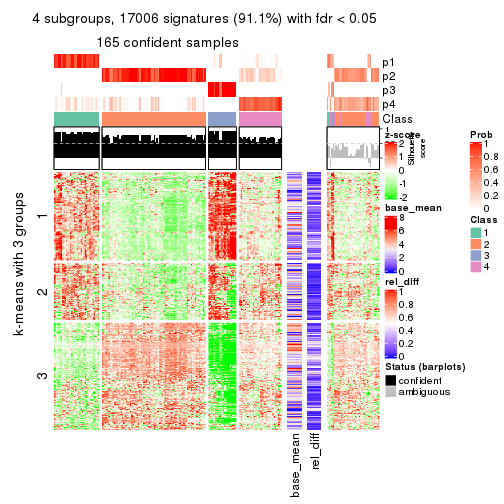 4 subgroups, 17006 signatures (91.1%) with fdr < 0.05
165 confident samples
p1
p2
p3
p4
Class
z-score
2
1
0
-1
-2
1
Silhouette
score
base_mean
8
6
4
2
0
rel_diff
1
0.8
0.6
0.4
0.2
0
Status (barplots)
confident
ambiguous
Prob
1
0.8
0.6
0.4
0.2
0
Class
1
2
3
4
k-means with 3 groups
1
2
3
base_mean
rel_diff